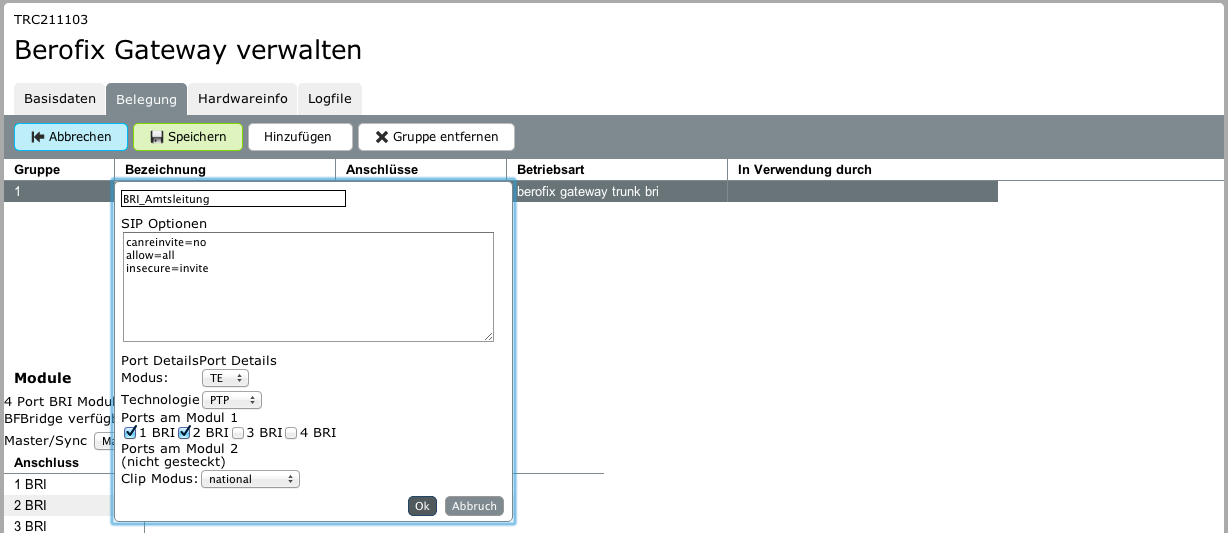 TRC211103
Berofix Gateway verwalten
Basisdaten Belegung Hardwareinfo Logfile
Abbrechen Speichern Hinzufügen Gruppe entfernen
Gruppe Bezeichnung Anschlüsse Betriebsart In Verwendung durch
1 berofix gateway trunk bri
BRI_Amtsleitung
SIP Optionen
canreinvite=no
allow=all
insecure=invite
Port DetailsPort Details
Modus: TE
Technologie PTP
Ports am Modul 1
1 BRI 2 BRI 3 BRI 4 BRI
Ports am Modul 2
(nicht gesteckt)
Clip Modus: national
Ok Abbruch
Module
4 Port BRI Modul
BFBridge verfüg
Master/Sync Ma
Anschluss
1 BRI
2 BRI
3 BRI